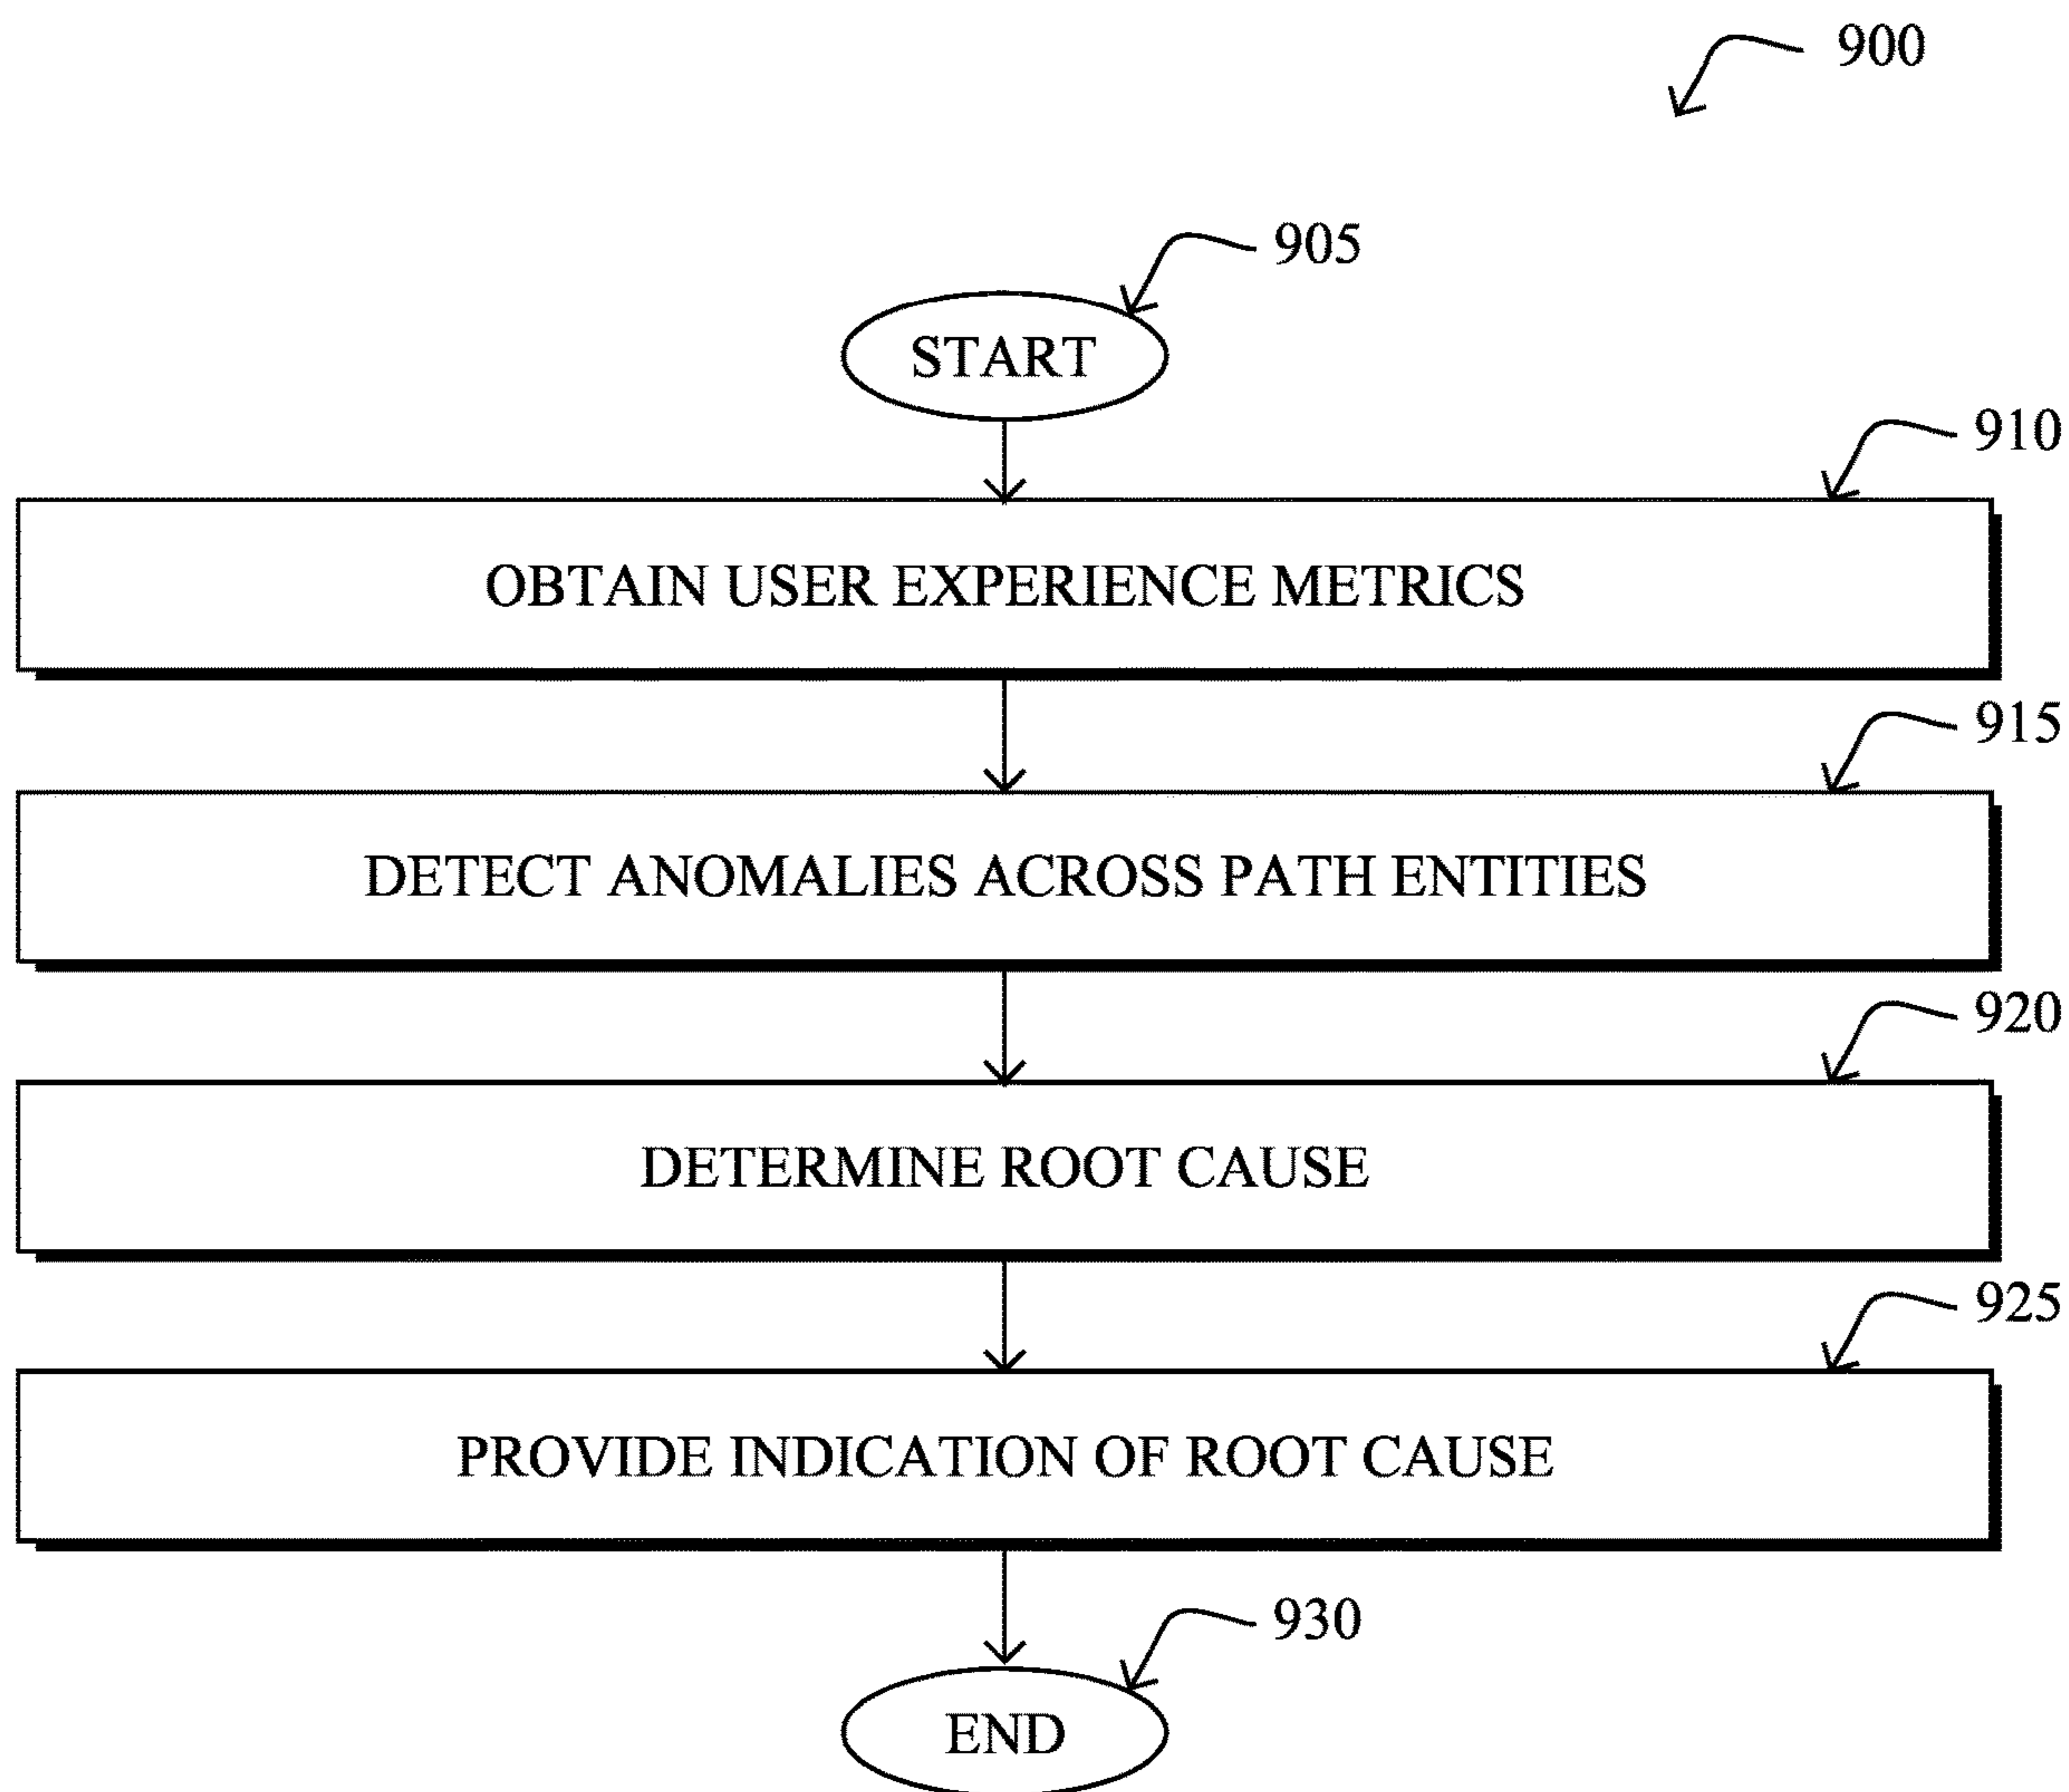 900
905
START
910
OBTAIN USER EXPERIENCE METRICS
915
DETECT ANOMALIES ACROSS PATH ENTITIES
920
DETERMINE ROOT CAUSE
925
PROVIDE INDICATION OF ROOT CAUSE
930
END